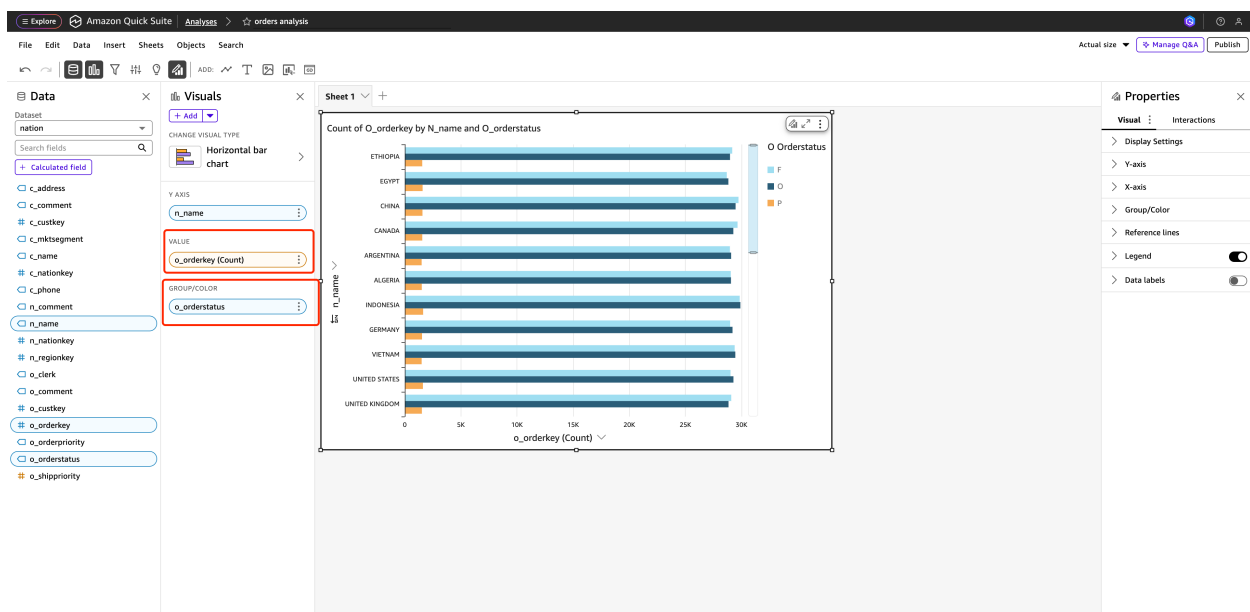 Explore Amazon Quick Suite Analyses > orders analysis
File Edit Data Insert Sheets Objects Search
Actual size Manage Q&A Publish
ADD:
Data
Dataset
nation
Search fields
+ Calculated field
c_address
c_comment
# c_custkey
c_mktsegment
c_name
# c_nationkey
c_phone
n_comment
n_name
# n_nationkey
# n_regionkey
o_clerk
o_comment
# o_custkey
# o_orderkey
o_orderpriority
o_orderstatus
# o_shippriority
Visuals
+ Add
CHANGE VISUAL TYPE
Horizontal bar
chart
Y AXIS
n_name
VALUE
o_orderkey (Count)
GROUP/COLOR
o_orderstatus
Sheet 1
Count of O_orderkey by N_name and O_orderstatus
n_name
ETHIOPIA
EGYPT
CHINA
CANADA
ARGENTINA
ALGERIA
INDONESIA
GERMANY
VIETNAM
UNITED STATES
UNITED KINGDOM
0 5K 10K 15K 20K 25K 30K
o_orderkey (Count)
O Orderstatus
F
O
P
Properties
Visual Interactions
Display Settings
Y-axis
X-axis
Group/Color
Reference lines
Legend
Data labels